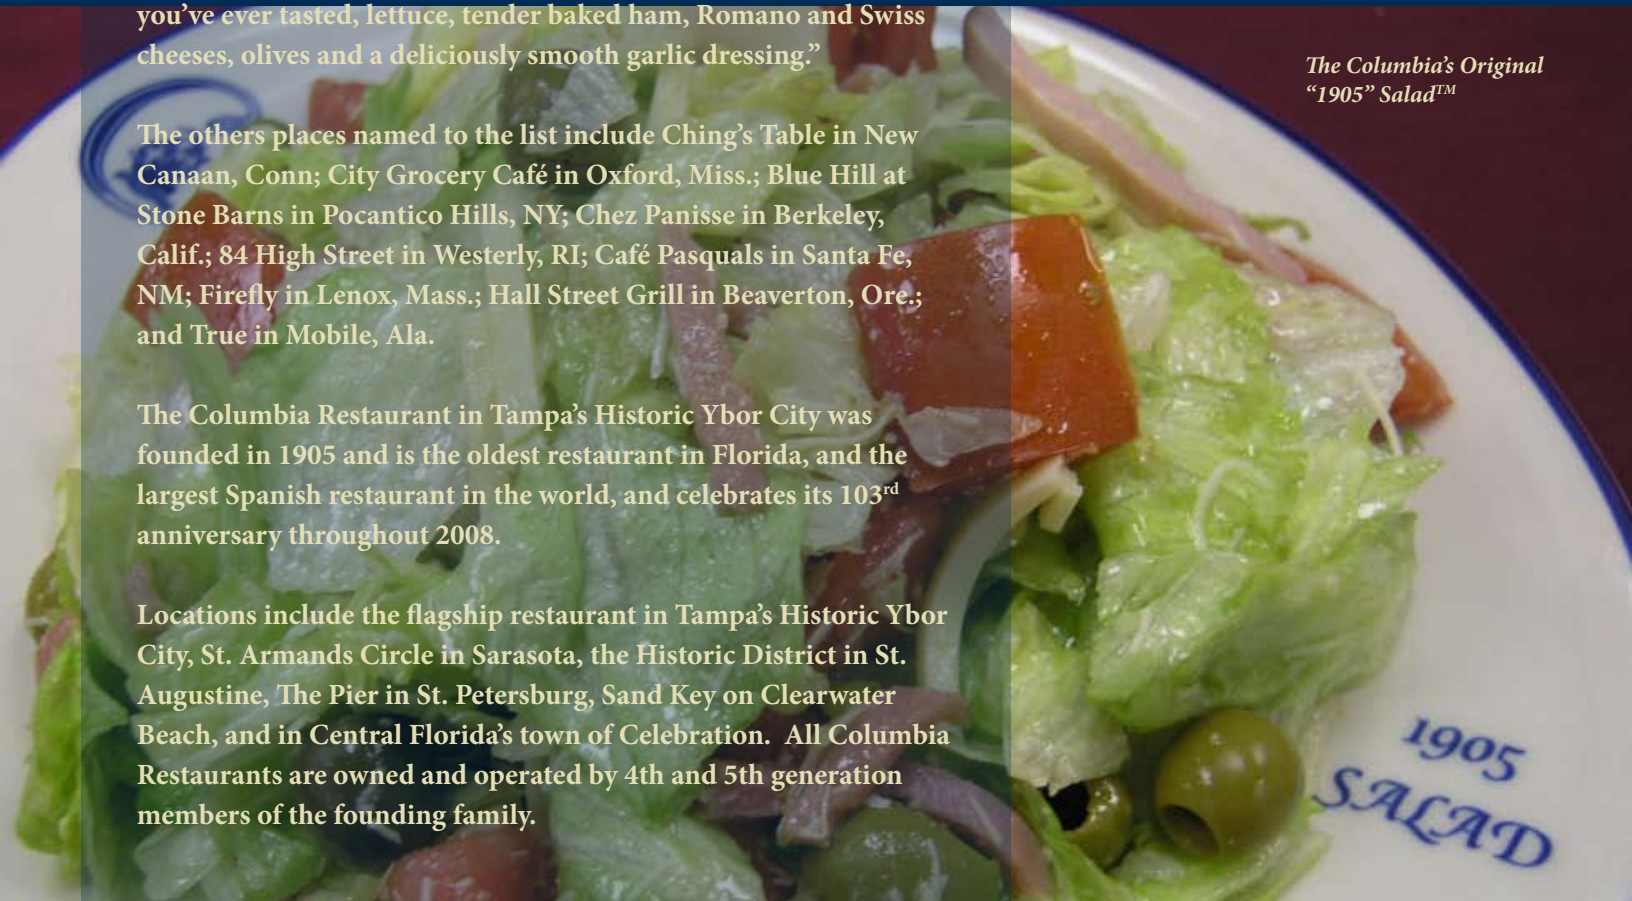 you’ve ever tasted, lettuce, tender baked ham, Romano and Swiss
cheeses, olives and a deliciously smooth garlic dressing.”
The others places named to the list include Ching’s Table in New
Canaan, Conn; City Grocery Café in Oxford, Miss.; Blue Hill at
Stone Barns in Pocantico Hills, NY; Chez Panisse in Berkeley,
Calif.; 84 High Street in Westerly, RI; Café Pasquals in Santa Fe,
NM; Firefly in Lenox, Mass.; Hall Street Grill in Beaverton, Ore.;
and True in Mobile, Ala.
The Columbia Restaurant in Tampa’s Historic Ybor City was
founded in 1905 and is the oldest restaurant in Florida, and the
largest Spanish restaurant in the world, and celebrates its 103rd
anniversary throughout 2008.
Locations include the flagship restaurant in Tampa’s Historic Ybor
City, St. Armands Circle in Sarasota, the Historic District in St.
Augustine, The Pier in St. Petersburg, Sand Key on Clearwater
Beach, and in Central Florida’s town of Celebration.  All Columbia
Restaurants are owned and operated by 4th and 5th generation
members of the founding family.
The Columbia’s Original
“1905” Salad™
1905
SALAD